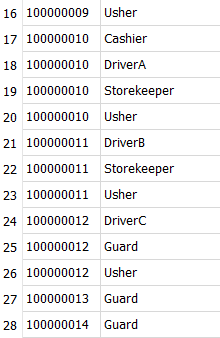 16 100000009 Usher
17 100000010 Cashier
18 100000010 DriverA
19 100000010 Storekeeper
20 100000010 Usher
21 100000011 DriverB
22 100000011 Storekeeper
23 100000011 Usher
24 100000012 DriverC
25 100000012 Guard
26 100000012 Usher
27 100000013 Guard
28 100000014 Guard